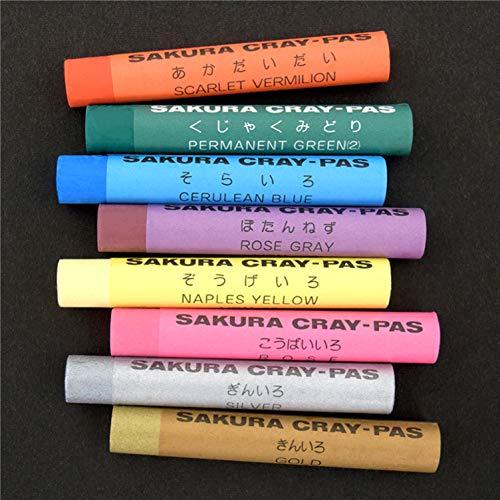 SAKURA CRAY-PAS
あかだいだい
SCARLET VERMILION
SAKURA CRAY-PAS
くじゃくみどり
PERMANENT GREEN(2)
SAKURA CRAY-PAS
そらいろ
CERULEAN BLUE
SAKURA CRAY-PAS
ぼたんねず
ROSE GRAY
SAKURA CRAY-PAS
ぞうげいろ
NAPLES YELLOW
SAKURA CRAY-PAS
こうばいいろ
ROSE
SAKURA CRAY-PAS
ぎんいろ
SILVER
SAKURA CRAY-PAS
きんいろ
GOLD